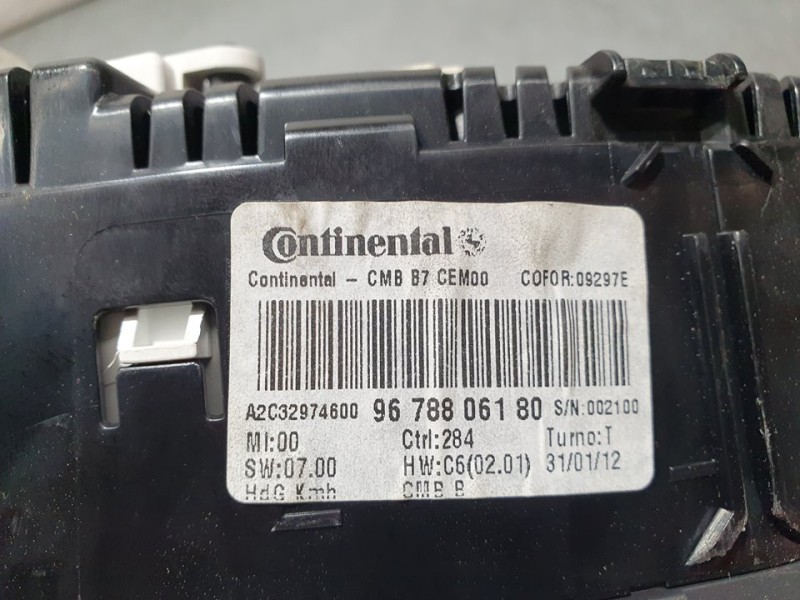 Continental
Continental - CMB B7 CEM00 COFOR:09297E
A2C32974600 96 788 061 80 S/N:002100
MI:00 Ctrl:284 Turno:T
SW:07.00 HW:C6(02.01) 31/01/12
HdG Kmh CMB B